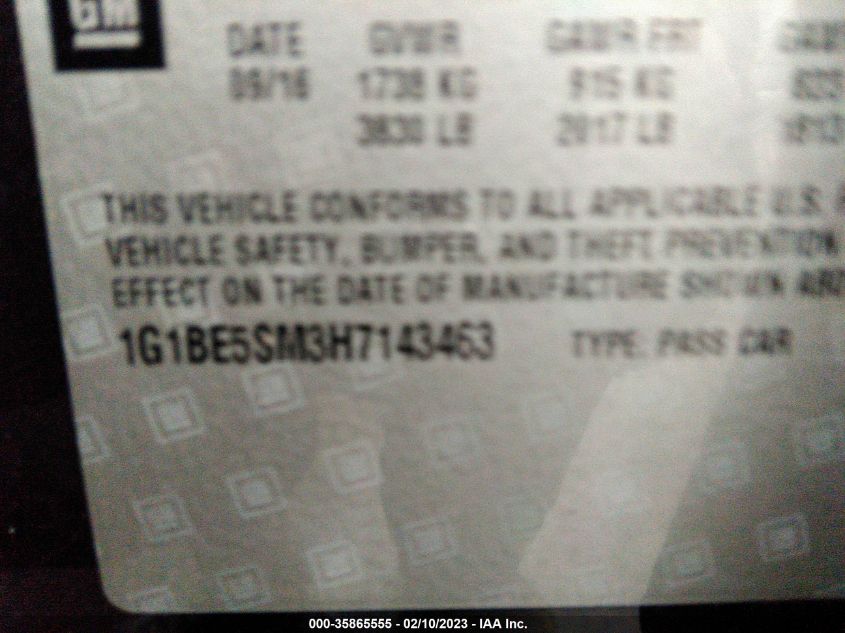 GM
DATE GVWR GAWR FRT
09/16 1738 KG 915 KG
3830 LB 2017 LB
THIS VEHICLE CONFORMS TO ALL APPLICABLE U.S.
VEHICLE SAFETY, BUMPER, AND THEFT PREVENTION
EFFECT ON THE DATE OF MANUFACTURE SHOWN
1G1BE5SM3H7143463 TYPE: PASS CAR
000-35865555 - 02/10/2023 - IAA Inc.